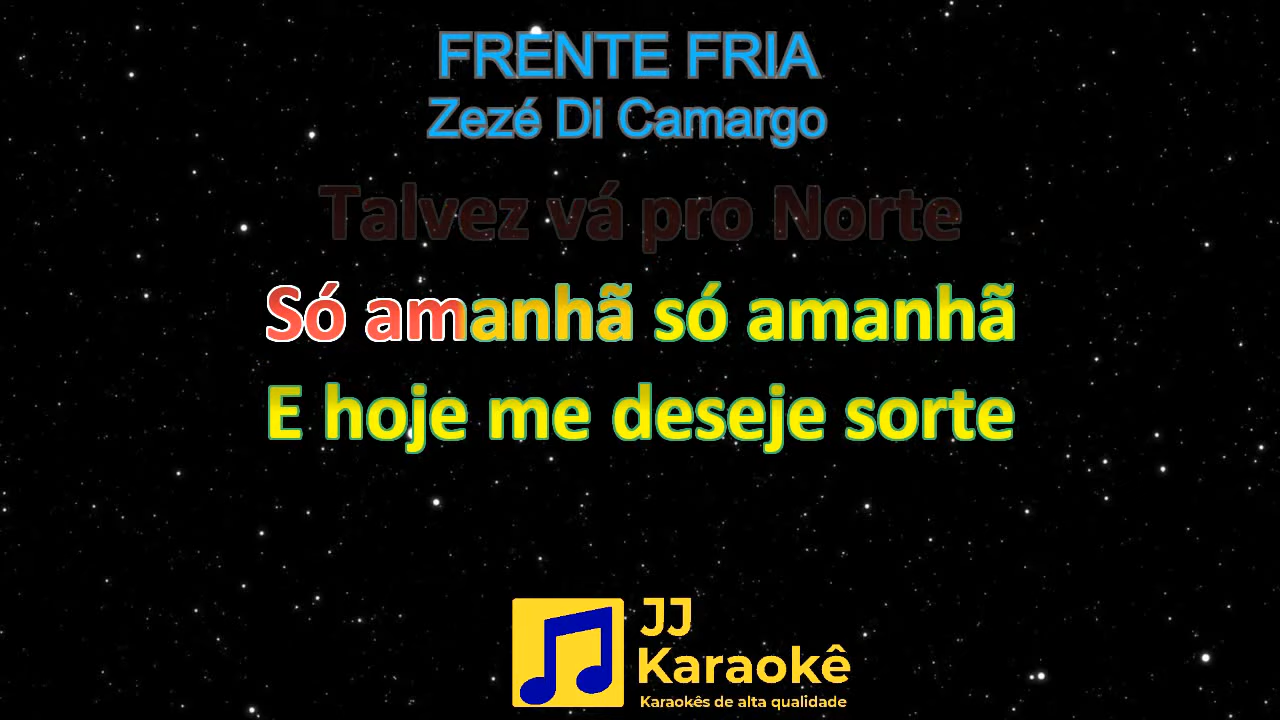 FRENTE FRIA
Zezé Di Camargo
Talvez vá pro Norte
Só amanhã só amanhã
E hoje me deseje sorte
JJ
Karaokê
Karaokês de alta qualidade